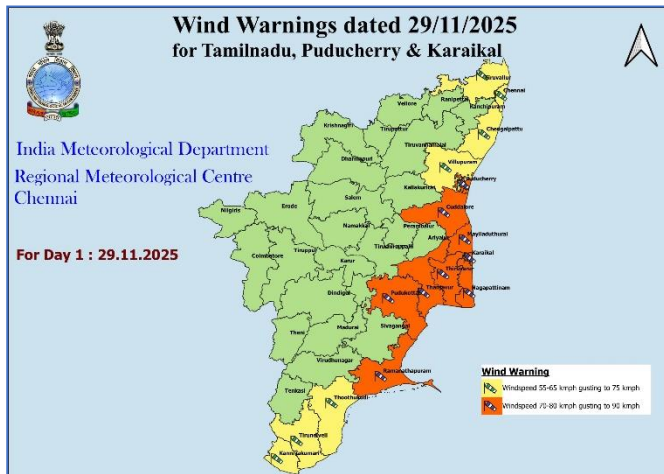 Wind Warnings dated 29/11/2025
for Tamilnadu, Puducherry & Karaikal
India Meteorological Department
Regional Meteorological Centre
Chennai
For Day 1 : 29.11.2025
Chennai
Ranipettai
Kanchipuram
Vellore
Chengalpattu
Krishnagiri
Tirupattur
Tiruvannamalai
Dharmapuri
Villupuram
Kallakurichi
Salem
Cuddalore
Nilgiris
Erode
Namakkal
Perambalur
Ariyalur
Mayiladuthurai
Karaikal
Coimbatore
Tiruppur
Karur
Tiruchirappalli
Thanjavur
Nagapattinam
Dindigul
Pudukottai
Theni
Madurai
Sivagangai
Virudhunagar
Ramanathapuram
Tenkasi
Thoothukudi
Tirunelveli
Kanniyakumari
Wind Warning
Windspeed 55-65 kmph gusting to 75 kmph
Windspeed 70-80 kmph gusting to 90 kmph